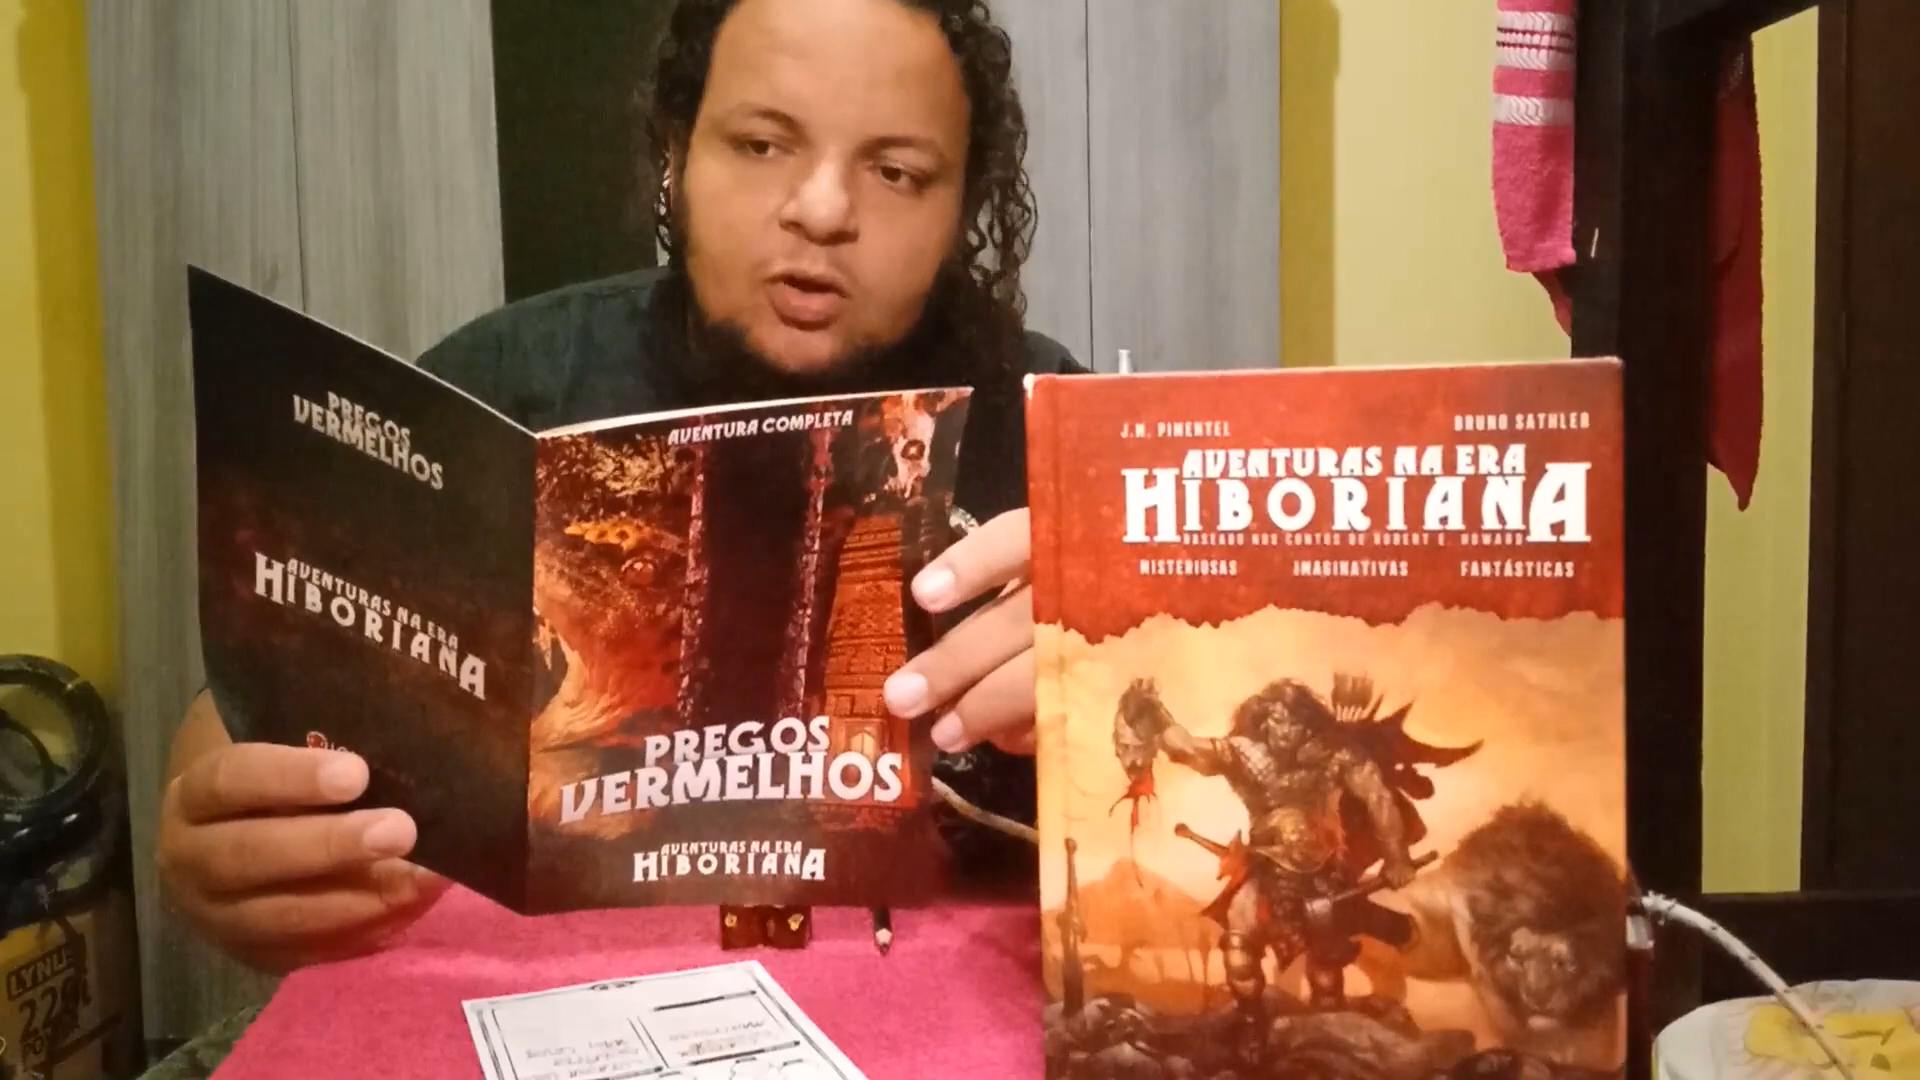 PREGOS
VERMELHOS
AVENTURAS NA ERA
HIBORIANA
AVENTURA COMPLETA
PREGOS
VERMELHOS
AVENTURAS NA ERA
HIBORIANA
J.M. PIMENTEL
BRUNO SATHLER
AVENTURAS NA ERA
HIBORIANA
BASEADO NOS CONTOS DE ROBERT E. HOWARD
MISTERIOSAS IMAGINATIVAS FANTÁSTICAS
LYNUS